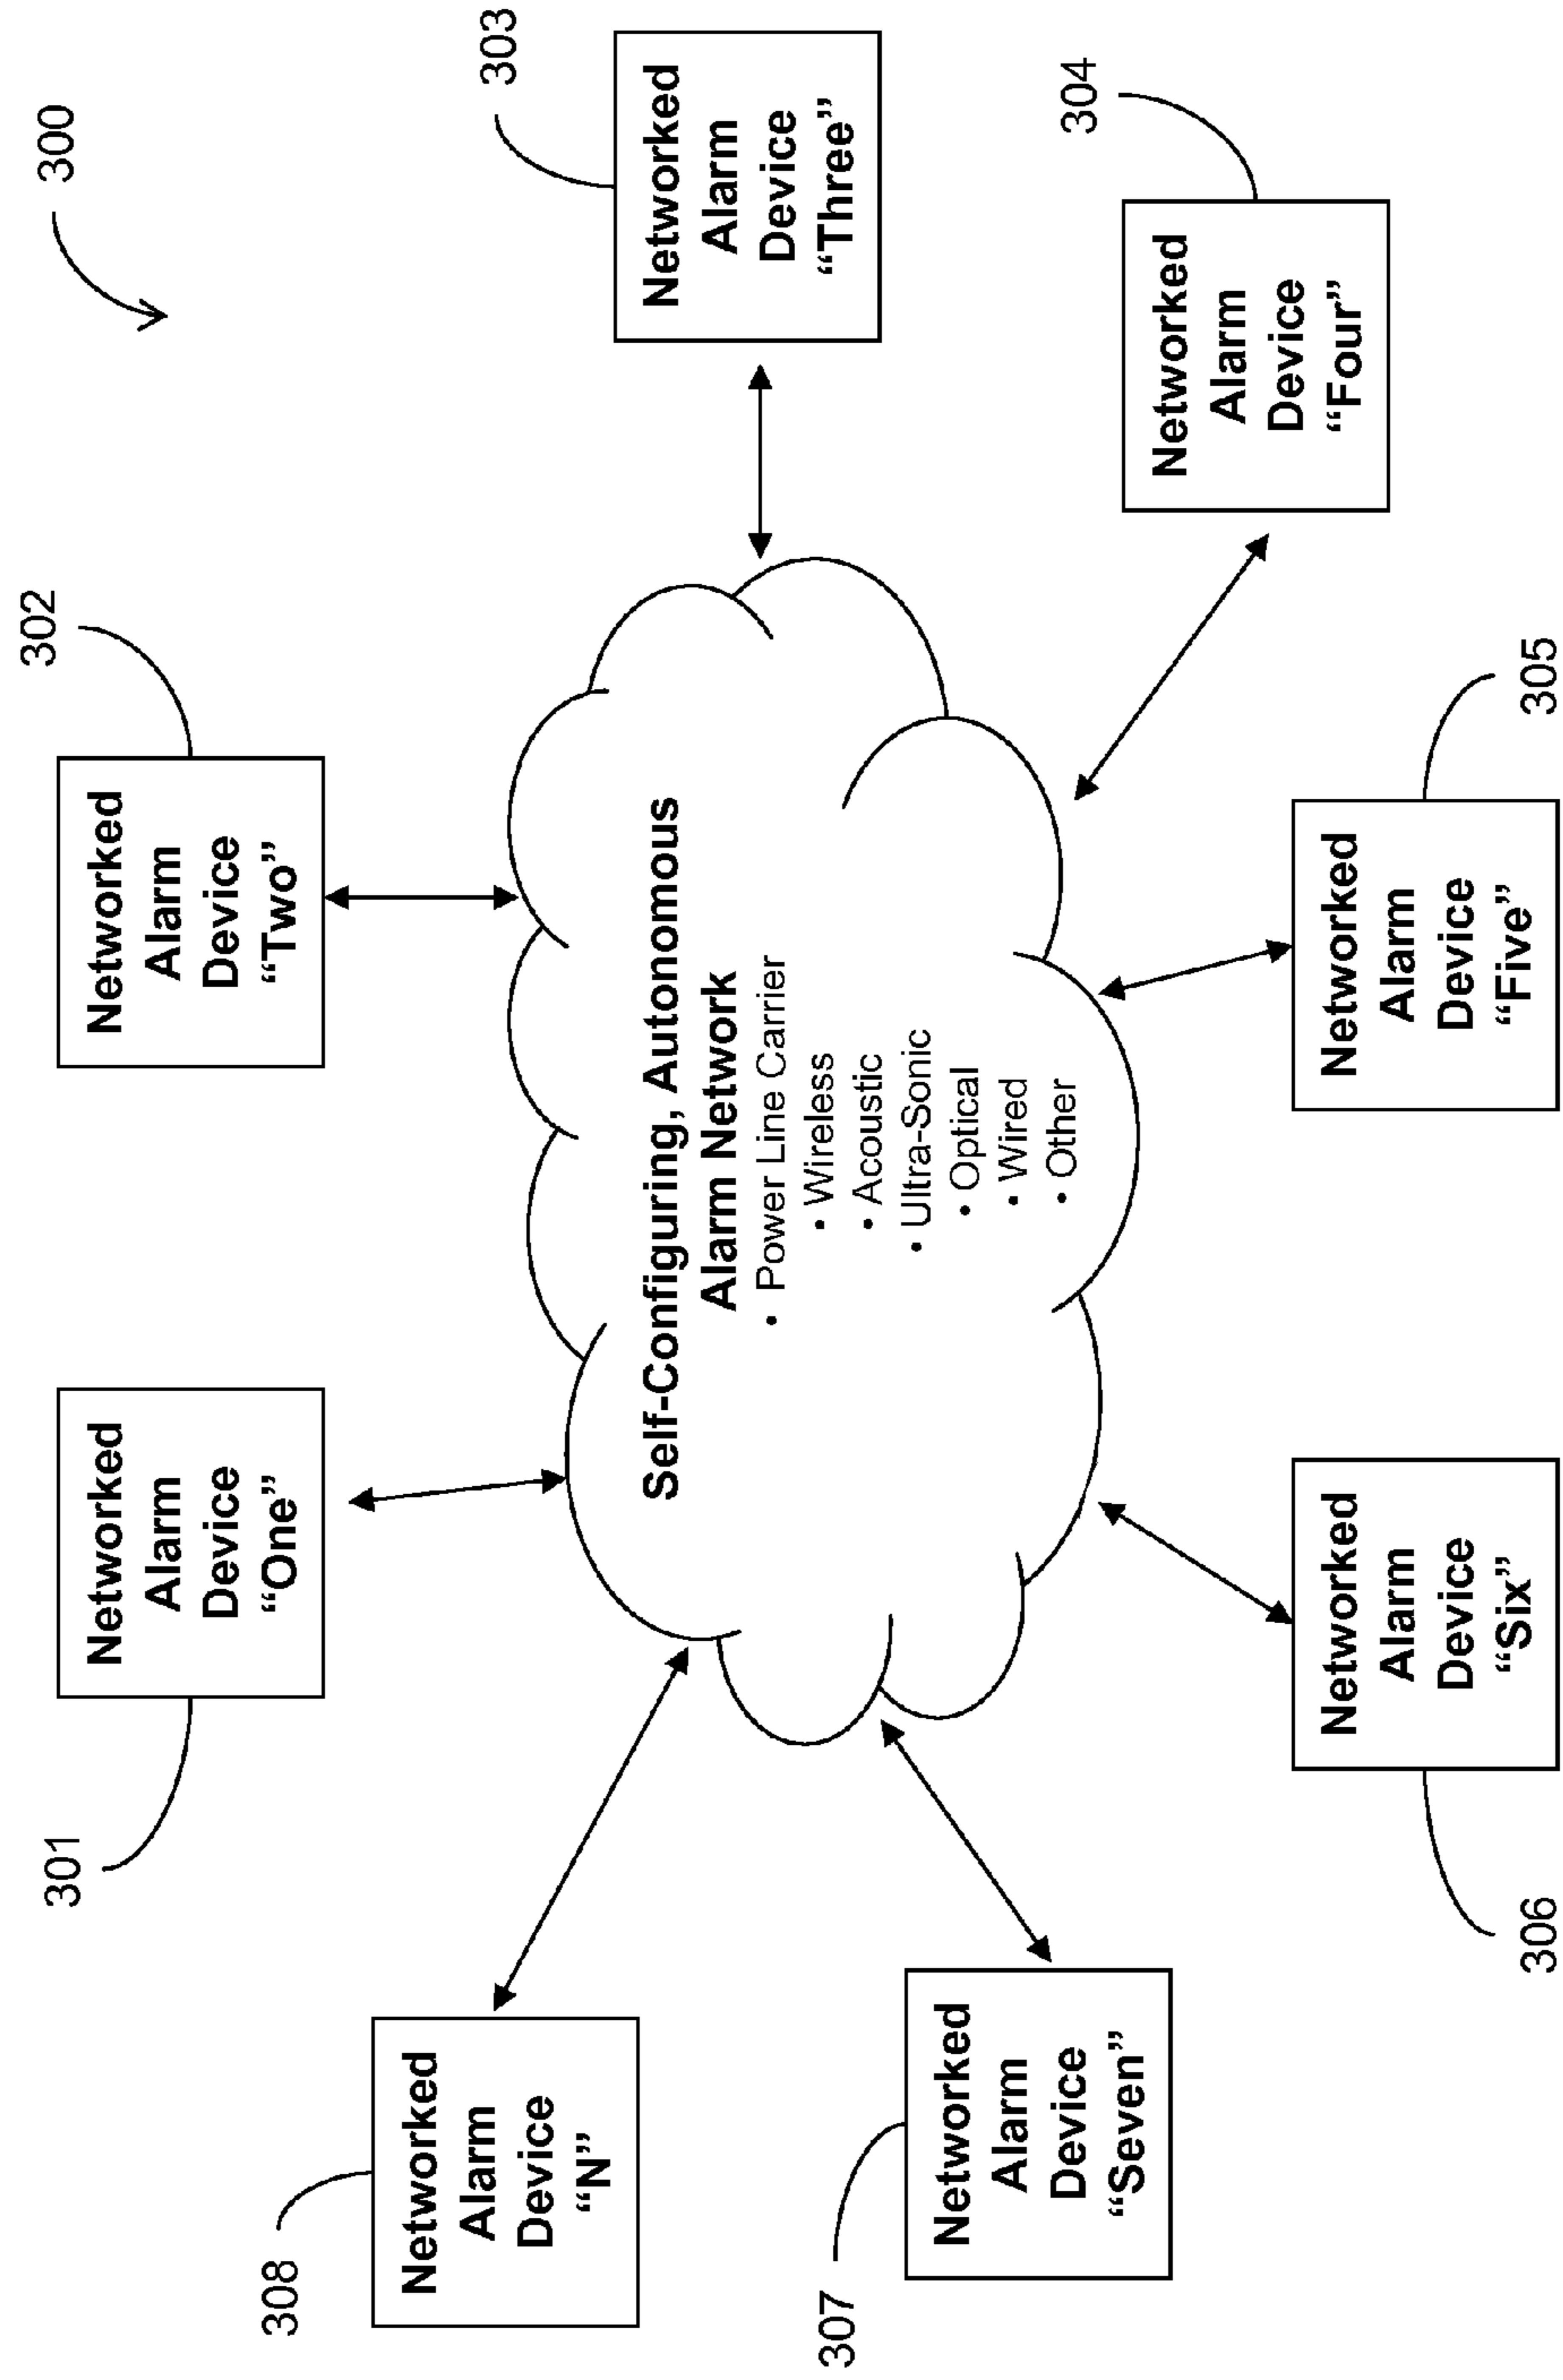 300
301
Networked
Alarm
Device
“One”
302
Networked
Alarm
Device
“Two”
303
Networked
Alarm
Device
“Three”
304
Networked
Alarm
Device
“Four”
305
Networked
Alarm
Device
“Five”
306
Networked
Alarm
Device
“Six”
307
Networked
Alarm
Device
“Seven”
308
Networked
Alarm
Device
“N”
Self-Configuring, Autonomous
Alarm Network
• Power Line Carrier
• Wireless
• Acoustic
• Ultra-Sonic
• Optical
• Wired
• Other